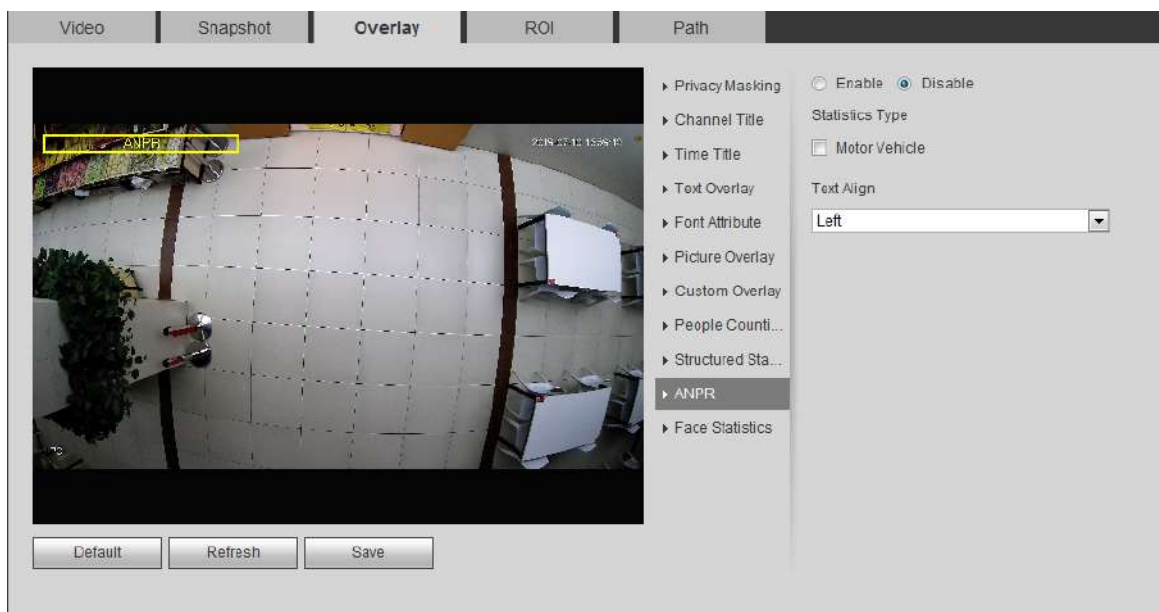 Video
Snapshot
Overlay
ROI
Path
Privacy Masking
Channel Title
Time Title
Text Overlay
Font Attribute
Picture Overlay
Custom Overlay
People Counti...
Structured Sta...
ANPR
Face Statistics
Enable
Disable
Statistics Type
Motor Vehicle
Text Align
Left
ANPR
Default
Refresh
Save